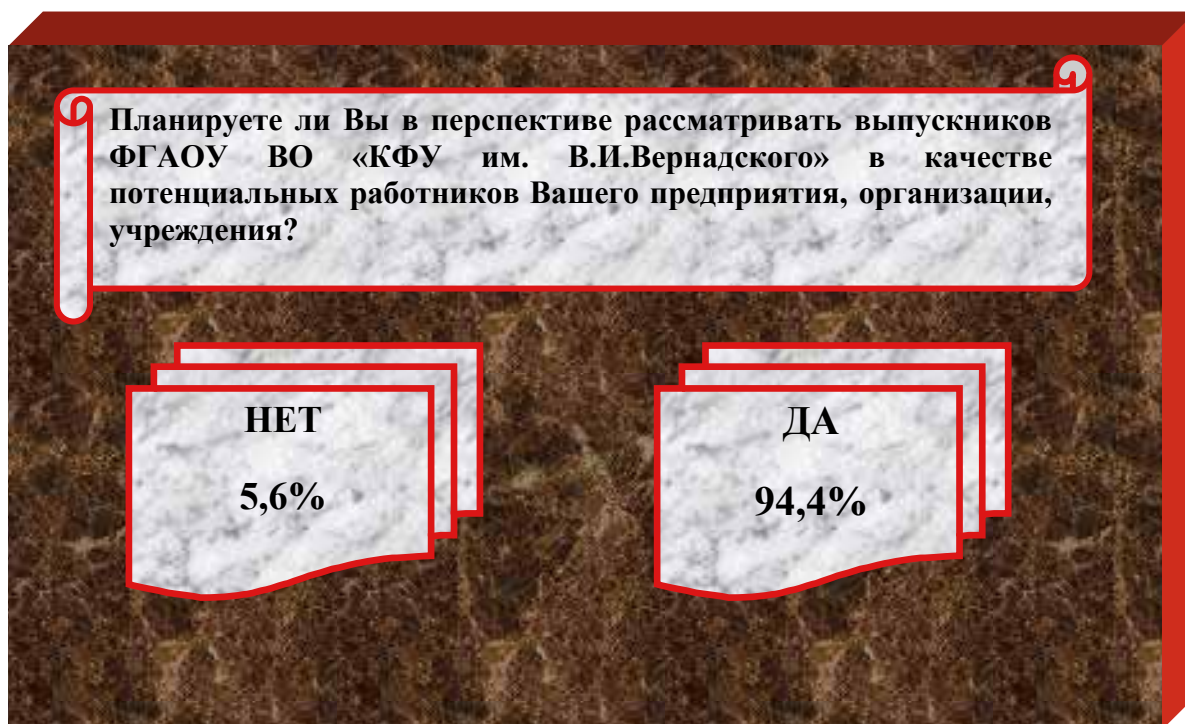 Планируете ли Вы в перспективе рассматривать выпускников
ФГАОУ ВО «КФУ им. В.И.Вернадского» в качестве
потенциальных работников Вашего предприятия, организации,
учреждения?
НЕТ
5,6%
ДА
94,4%